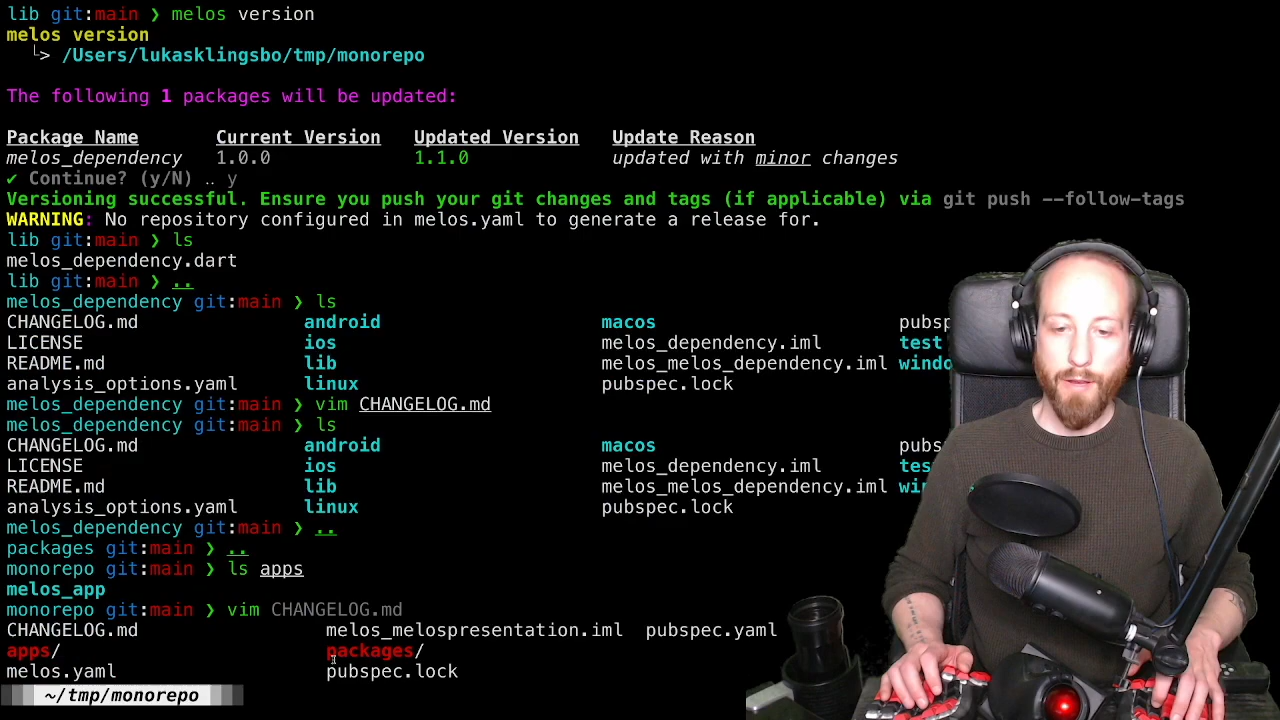 lib git:main ❯ melos version
melos version
└> /Users/lukasklingsbo/tmp/monorepo
The following 1 packages will be updated:
Package Name Current Version Updated Version Update Reason
melos_dependency 1.0.0 1.1.0 updated with minor changes
✔ Continue? (y/N) .. y
Versioning successful. Ensure you push your git changes and tags (if applicable) via git push --follow-tags
WARNING: No repository configured in melos.yaml to generate a release for.
lib git:main ❯ ls
melos_dependency.dart
lib git:main ❯ ..
melos_dependency git:main ❯ ls
CHANGELOG.md android macos pubsp
LICENSE ios melos_dependency.iml test
README.md lib melos_melos_dependency.iml windo
analysis_options.yaml linux pubspec.lock
melos_dependency git:main ❯ vim CHANGELOG.md
melos_dependency git:main ❯ ls
CHANGELOG.md android macos pubs
LICENSE ios melos_dependency.iml tes
README.md lib melos_melos_dependency.iml wi
analysis_options.yaml linux pubspec.lock
melos_dependency git:main ❯ ..
packages git:main ❯ ..
monorepo git:main ❯ ls apps
melos_app
monorepo git:main ❯ vim CHANGELOG.md
CHANGELOG.md melos_melospresentation.iml pubspec.yaml
apps/ packages/
melos.yaml pubspec.lock
~/tmp/monorepo